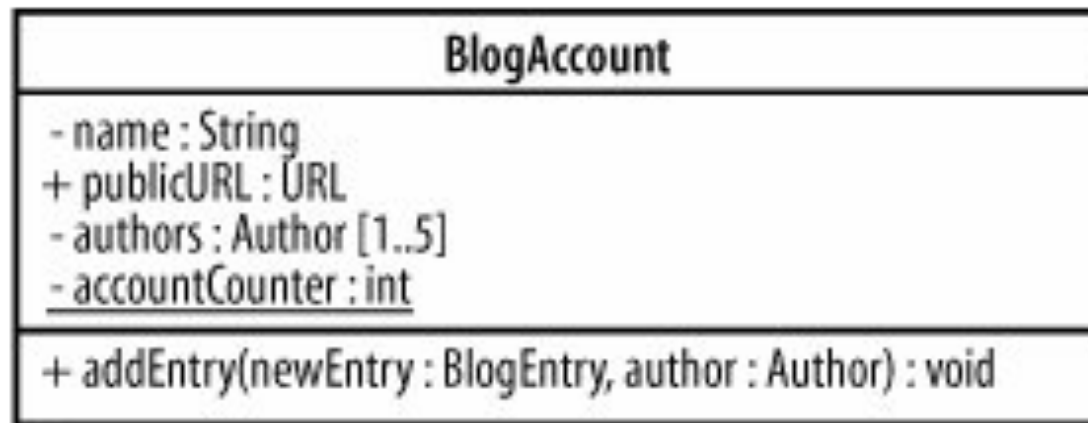 BlogAccount
- name : String
+ publicURL : URL
- authors : Author [1..5]
- accountCounter : int
+ addEntry(newEntry : BlogEntry, author : Author) : void